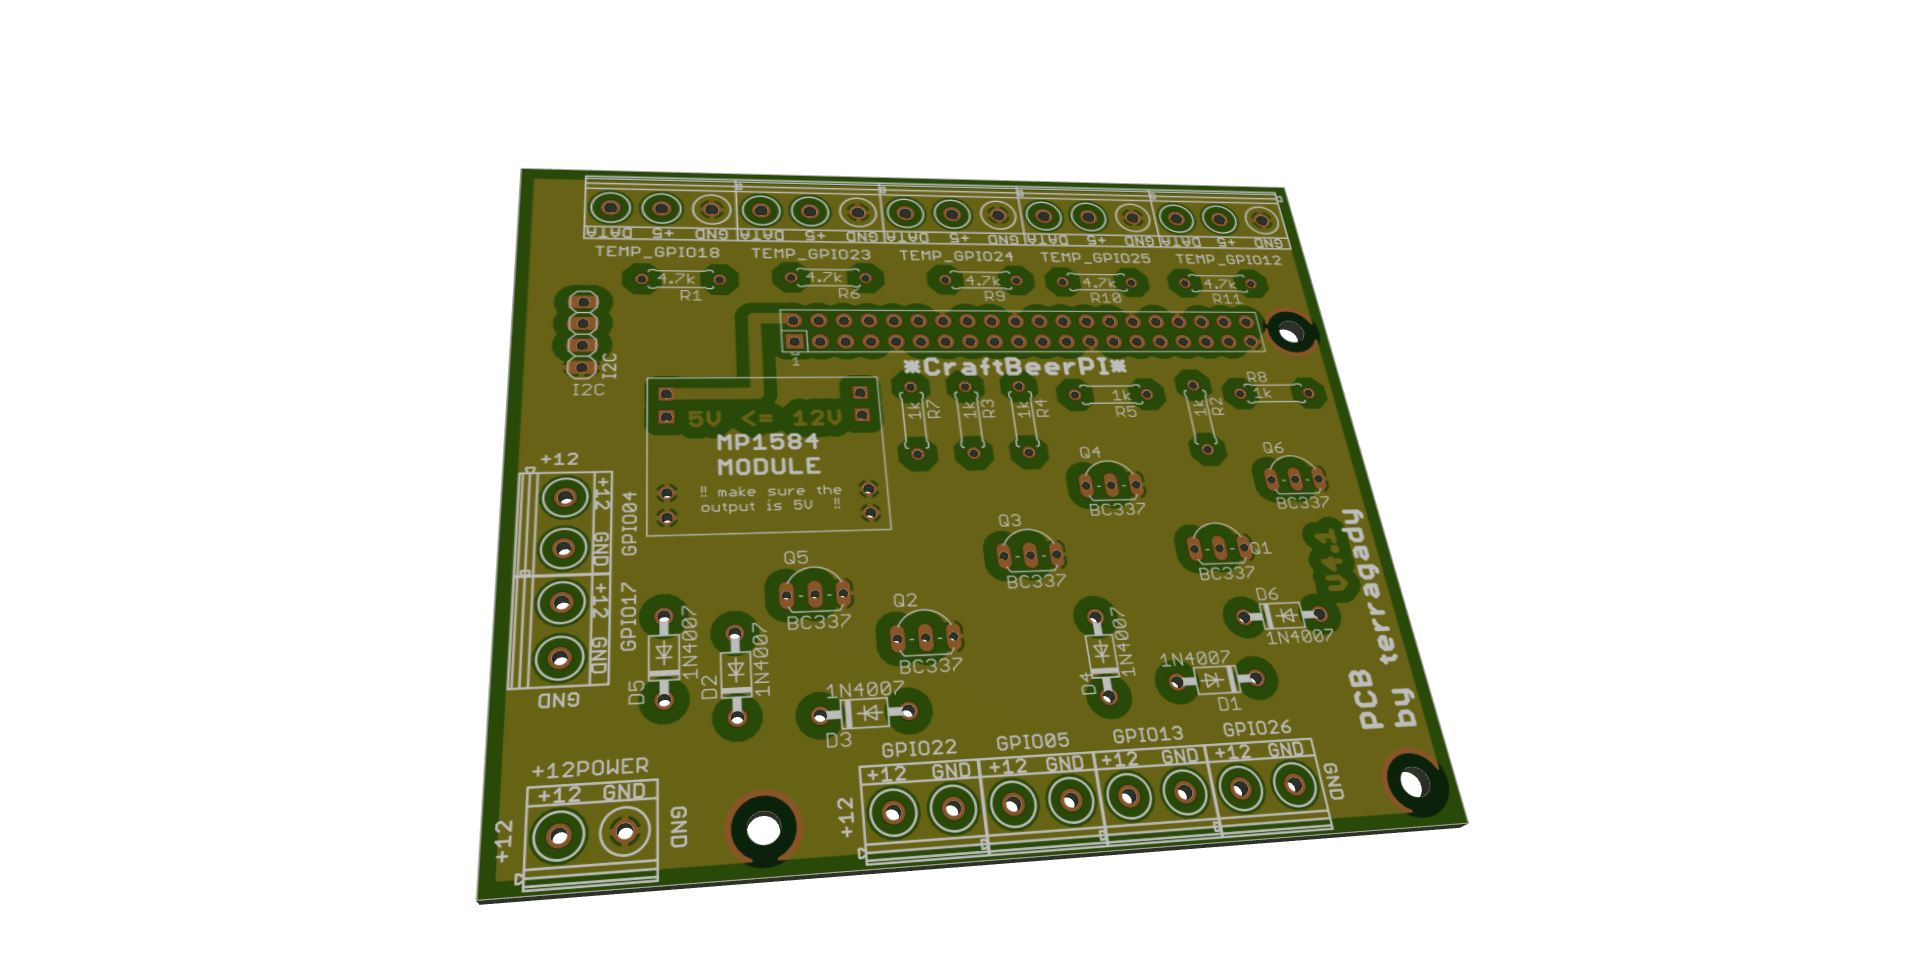 DATA +5 GND DATA +5 GND DATA +5 GND DATA +5 GND DATA +5 GND
TEMP_GPIO18 TEMP_GPIO23 TEMP_GPIO24 TEMP_GPIO25 TEMP_GPIO12
4.7k 4.7k 4.7k 4.7k 4.7k
R1 R6 R9 R10 R11
I2C
I2C
1
*CraftBeerPI*
1k R7
1k R3
1k R4
1k
R5
1k R2
R8
1k
5V <= 12V
MP1584
MODULE
!! make sure the
output is 5V !!
+12
+12 GND
GPIO04
+12 GND
GPIO17
GND
Q4
BC337
Q6
BC337
Q3
BC337
Q1
BC337
Q5
BC337
Q2
BC337
V4.1
PCB terragady
by
D5 1N4007
D2 1N4007
1N4007
D3
D4 1N4007
D6
1N4007
1N4007
D1
+12POWER
+12 GND
+12
GND
GPIO22 GPIO05 GPIO13 GPIO26
+12 GND +12 GND +12 GND +12 GND
+12
GND